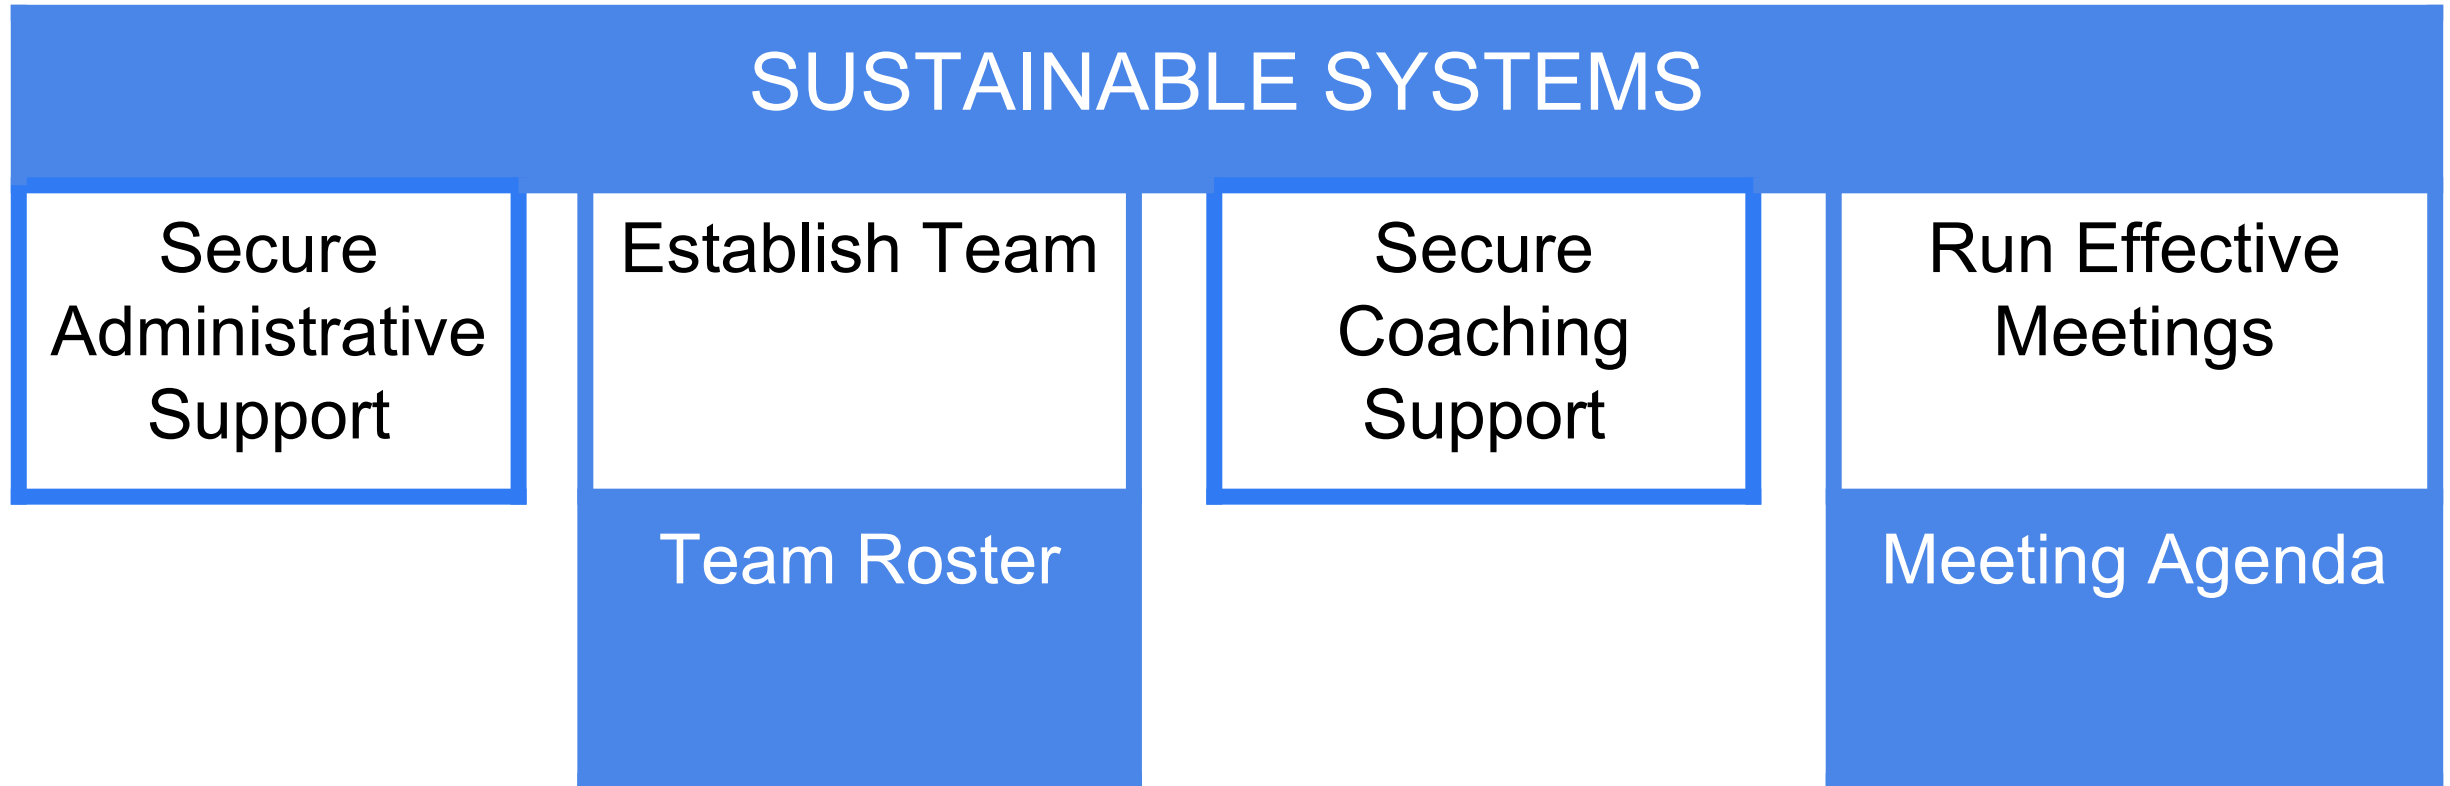 SUSTAINABLE SYSTEMS
Secure
Administrative
Support
Establish Team
Secure
Coaching
Support
Run Effective
Meetings
Team Roster
Meeting Agenda